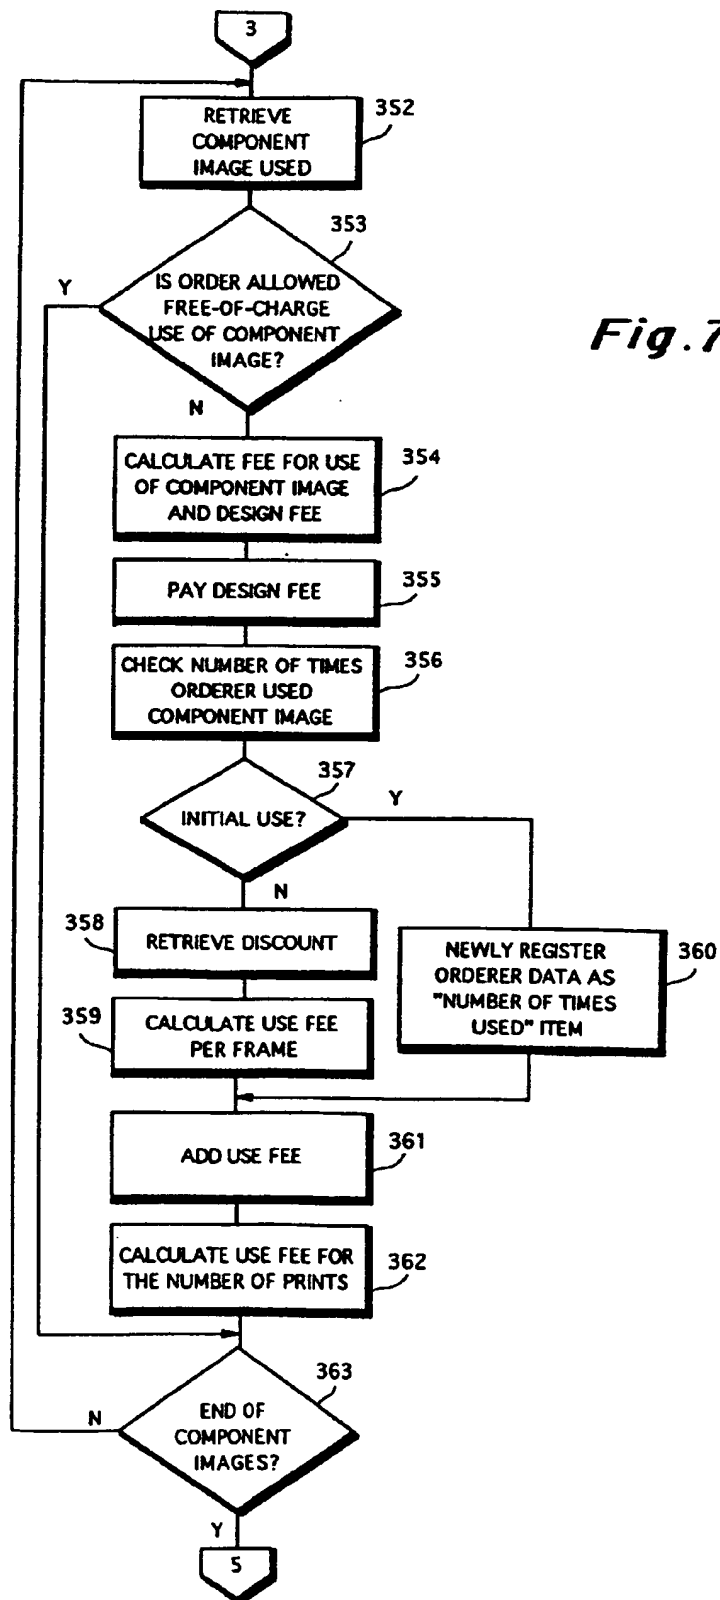 3
RETRIEVE
COMPONENT
IMAGE USED
352
353
Y
IS ORDER ALLOWED
FREE-OF-CHARGE
USE OF COMPONENT
IMAGE?
Fig.7
N
CALCULATE FEE FOR USE
OF COMPONENT IMAGE
AND DESIGN FEE
354
PAY DESIGN FEE
355
CHECK NUMBER OF TIMES
ORDERER USED
COMPONENT IMAGE
356
357
INITIAL USE?
Y
N
358
RETRIEVE DISCOUNT
359
CALCULATE USE FEE
PER FRAME
NEWLY REGISTER
ORDERER DATA AS
"NUMBER OF TIMES
USED" ITEM
360
ADD USE FEE
361
CALCULATE USE FEE FOR
THE NUMBER OF PRINTS
362
363
N
END OF
COMPONENT
IMAGES?
Y
5